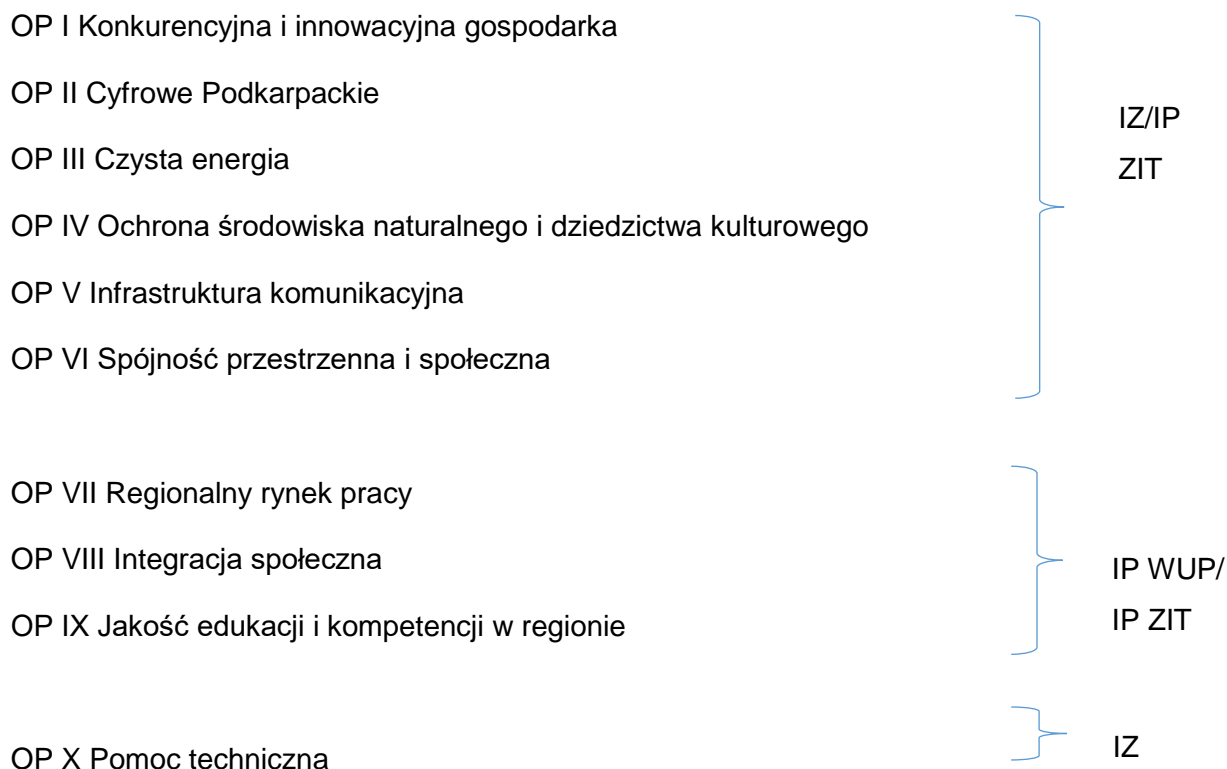 OP I Konkurencyjna i innowacyjna gospodarka
OP II Cyfrowe Podkarpackie
OP III Czysta energia
OP IV Ochrona środowiska naturalnego i dziedzictwa kulturowego
OP V Infrastruktura komunikacyjna
OP VI Spójność przestrzenna i społeczna
IZ/IP
ZIT
OP VII Regionalny rynek pracy
OP VIII Integracja społeczna
OP IX Jakość edukacji i kompetencji w regionie
IP WUP/
IP ZIT
OP X Pomoc techniczna
IZ